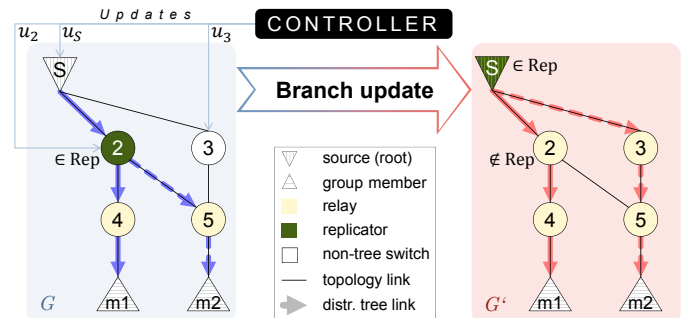 Updates
CONTROLLER
u2 uS u3
S
2
∈ Rep
3
4
5
m1
m2
G
Branch update
source (root)
group member
relay
replicator
non-tree switch
topology link
distr. tree link
S
∈ Rep
2
∉ Rep
3
4
5
m1
m2
G‘